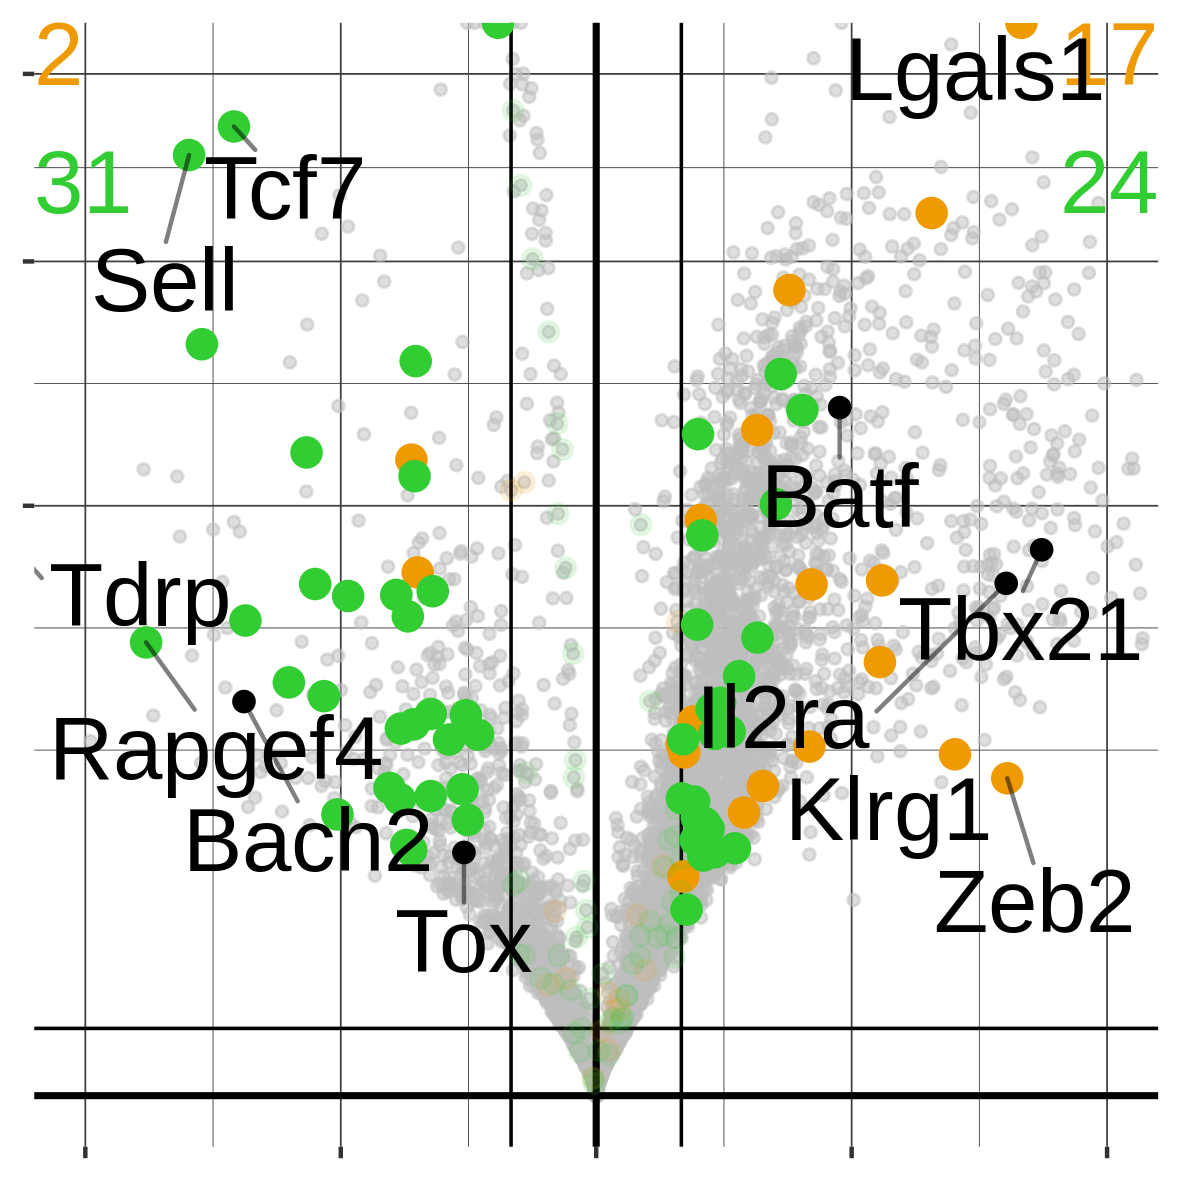 2
17
Lgals1
31
Tcf7
24
Sell
Batf
Tdrp
Tbx21
Il2ra
Rapgef4
Klrg1
Bach2
Zeb2
Tox